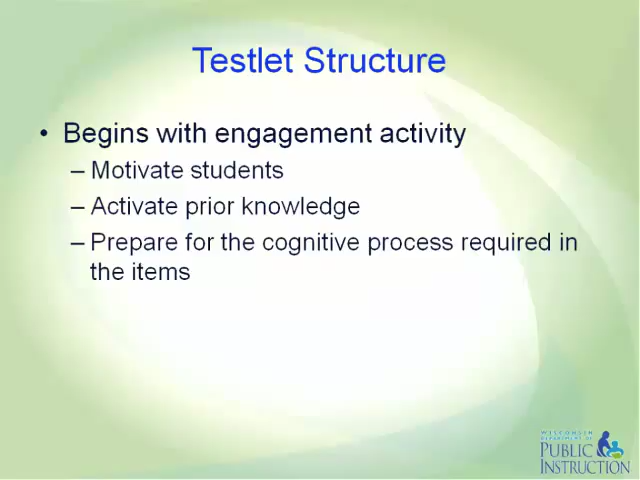 Testlet Structure
• Begins with engagement activity
– Motivate students
– Activate prior knowledge
– Prepare for the cognitive process required in
the items
WISCONSIN
DEPARTMENT OF
PUBLIC
INSTRUCTION